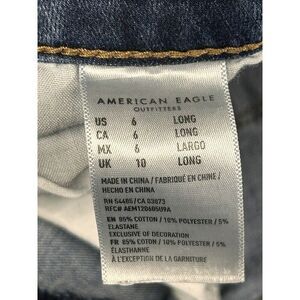 AMERICAN EAGLE
OUTFITTERS
US 6 LONG
CA 6 LONG
MX 6 LARGO
UK 10 LONG
MADE IN CHINA / FABRIQUÉ EN CHINE /
HECHO EN CHINA
RN 54485/ CA 03873
RFC# AEM120605U9A
EN 85% COTTON / 10% POLYESTER / 5%
ELASTANE
EXCLUSIVE OF DECORATION
FR 85% COTON / 10% POLYESTER / 5%
ÉLASTHANNE
À L'EXCEPTION DE LA GARNITURE